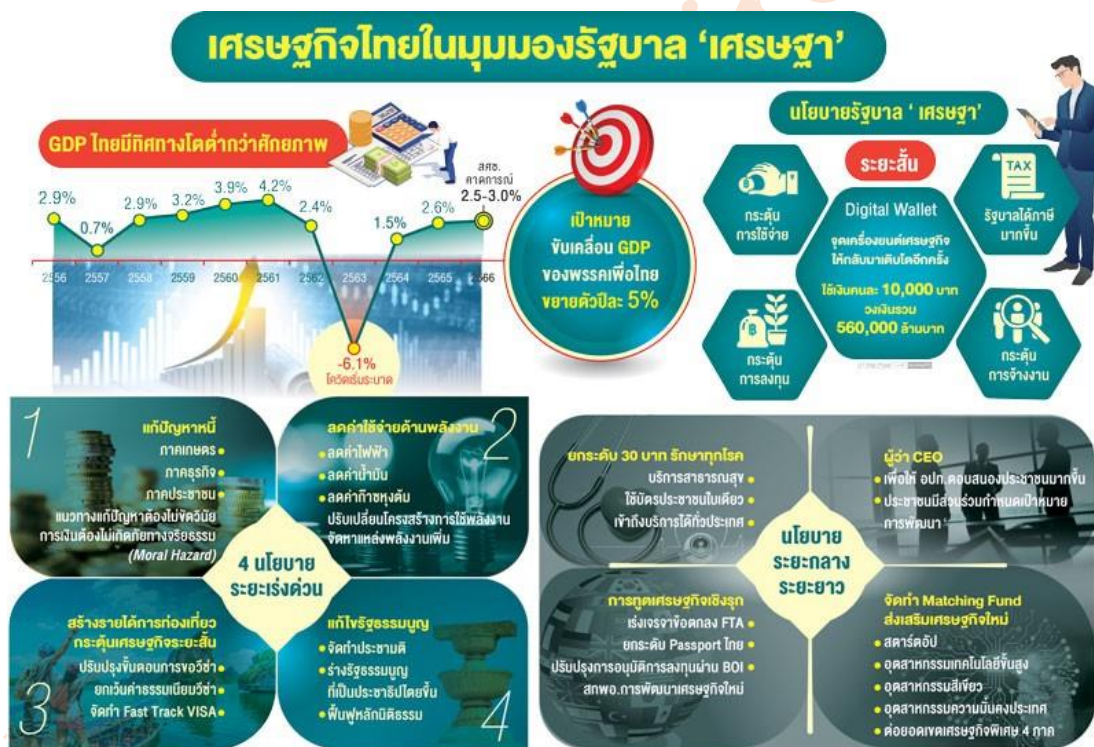 เศรษฐกิจไทยในมุมมองรัฐบาล 'เศรษฐา'
GDP ไทยมีทิศทางโตต่ำกว่าศักยภาพ
2.9%
0.7%
2.9%
3.2%
3.9%
4.2%
2.4%
-6.1%
โควิดเริ่มระบาด
1.5%
2.6%
สศช.
คาดการณ์
2.5-3.0%
2556
2557
2558
2559
2560
2561
2562
2563
2564
2565
2566
เป้าหมาย
ขับเคลื่อน GDP
ของพรรคเพื่อไทย
ขยายตัวปีละ 5%
นโยบายรัฐบาล ' เศรษฐา'
ระยะสั้น
กระตุ้น
การใช้จ่าย
TAX
รัฐบาลได้ภาษี
มากขึ้น
Digital Wallet
จุดเครื่องยนต์เศรษฐกิจ
ให้กลับมาเติบโตอีกครั้ง
ใช้เงินคนละ 10,000 บาท
วงเงินรวม
560,000 ล้านบาท
฿
กระตุ้น
การลงทุน
กระตุ้น
การจ้างงาน
4 นโยบาย
ระยะเร่งด่วน
1
แก้ปัญหาหนี้
ภาคเกษตร •
ภาคธุรกิจ •
ภาคประชาชน •
แนวทางแก้ปัญหาต้องไม่ขัดวินัย
การเงินต้องไม่เกิดภัยทางจริยธรรม
(Moral Hazard)
2
ลดค่าใช้จ่ายด้านพลังงาน
• ลดค่าไฟฟ้า
• ลดค่าน้ำมัน
• ลดค่าก๊าซหุงต้ม
ปรับเปลี่ยนโครงสร้างการใช้พลังงาน
จัดหาแหล่งพลังงานเพิ่ม
3
สร้างรายได้การท่องเที่ยว
กระตุ้นเศรษฐกิจระยะสั้น
ปรับปรุงขั้นตอนการขอวีซ่า •
ยกเว้นค่าธรรมเนียมวีซ่า •
จัดทำ Fast Track VISA •
4
แก้ไขรัฐธรรมนูญ
• จัดทำประชามติ
• ร่างรัฐธรรมนูญ
ที่เป็นประชาธิปไตยขึ้น
• ฟื้นฟูหลักนิติธรรม
นโยบาย
ระยะกลาง
ระยะยาว
ยกระดับ 30 บาท รักษาทุกโรค
บริการสาธารณสุข •
ใช้บัตรประชาชนใบเดียว •
เข้าถึงบริการได้ทั่วประเทศ •
ผู้ว่า CEO
• เพื่อให้ อปท.ตอบสนองประชาชนมากขึ้น
• ประชาชนมีส่วนร่วมกำหนดเป้าหมาย
การพัฒนา
การทูตเศรษฐกิจเชิงรุก
เร่งเจรจาข้อตกลง FTA •
ยกระดับ Passport ไทย •
ปรับปรุงการอนุมัติการลงทุนผ่าน BOI •
สกพอ.การพัฒนาเศรษฐกิจใหม่
จัดทำ Matching Fund
ส่งเสริมเศรษฐกิจใหม่
• สตาร์ตอัป
• อุตสาหกรรมเทคโนโลยีขั้นสูง
• อุตสาหกรรมสีเขียว
• อุตสาหกรรมความมั่นคงประเทศ
• ต่อยอดเขตเศรษฐกิจพิเศษ 4 ภาค